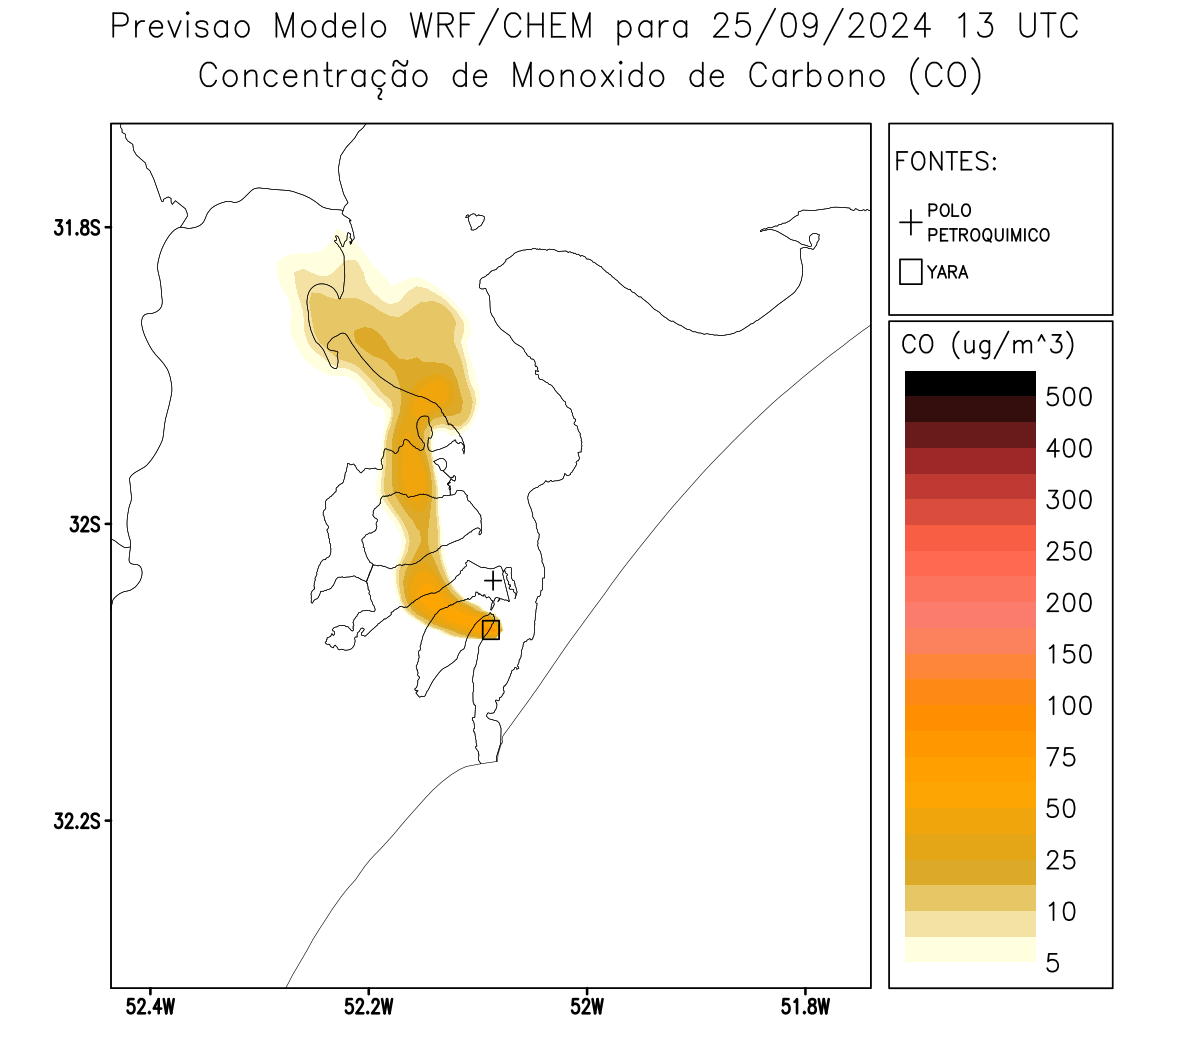 Previsao Modelo WRF/CHEM para 25/09/2024 13 UTC
Concentração de Monoxido de Carbono (CO)
FONTES:
POLO
PETROQUIMICO
YARA
CO (ug/m^3)
500
400
300
250
200
150
100
75
50
25
10
5
31.8S
32S
32.2S
52.4W
52.2W
52W
51.8W